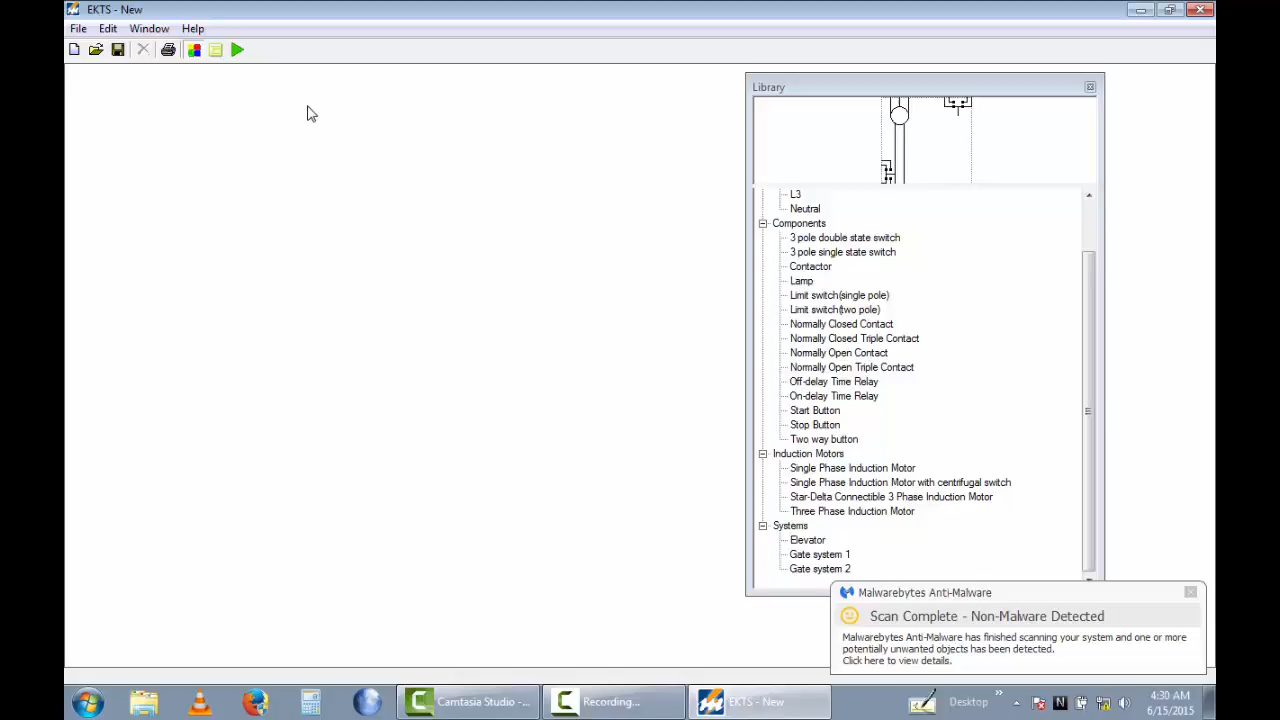 EKTS - New
File Edit Window Help
Library
L3
Neutral
Components
3 pole double state switch
3 pole single state switch
Contactor
Lamp
Limit switch(single pole)
Limit switch(two pole)
Normally Closed Contact
Normally Closed Triple Contact
Normally Open Contact
Normally Open Triple Contact
Off-delay Time Relay
On-delay Time Relay
Start Button
Stop Button
Two way button
Induction Motors
Single Phase Induction Motor
Single Phase Induction Motor with centrifugal switch
Star-Delta Connectible 3 Phase Induction Motor
Three Phase Induction Motor
Systems
Elevator
Gate system 1
Gate system 2
Malwarebytes Anti-Malware
Scan Complete - Non-Malware Detected
Malwarebytes Anti-Malware has finished scanning your system and one or more
potentially unwanted objects has been detected.
Click here to view details.
Camtasia Studio -... Recording... EKTS - New Desktop » N 4:30 AM
6/15/2015